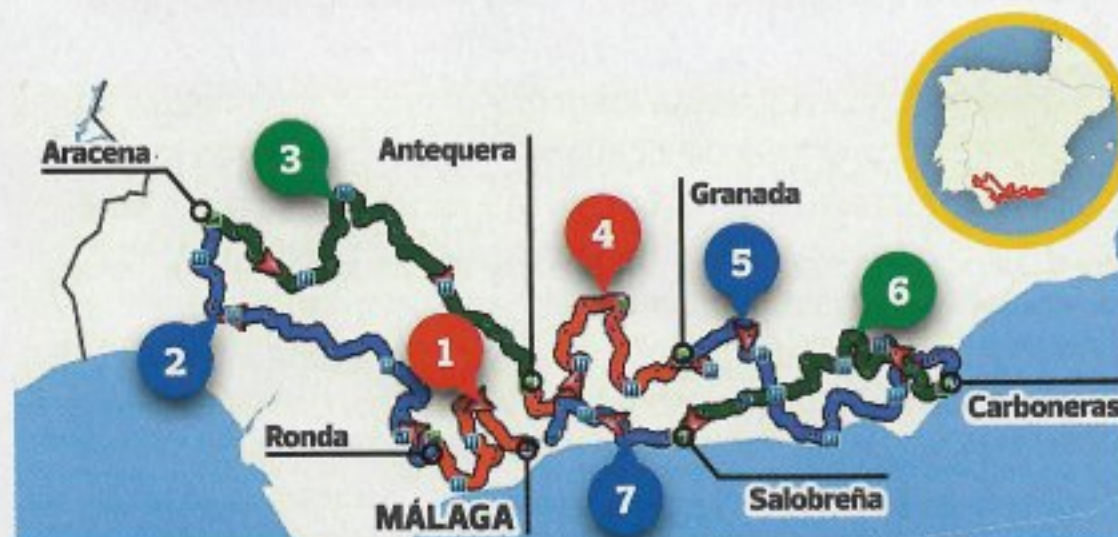 Aracena
3
Antequera
Granada
4
5
6
1
2
Ronda
Carboneras
MÁLAGA
7
Salobreña